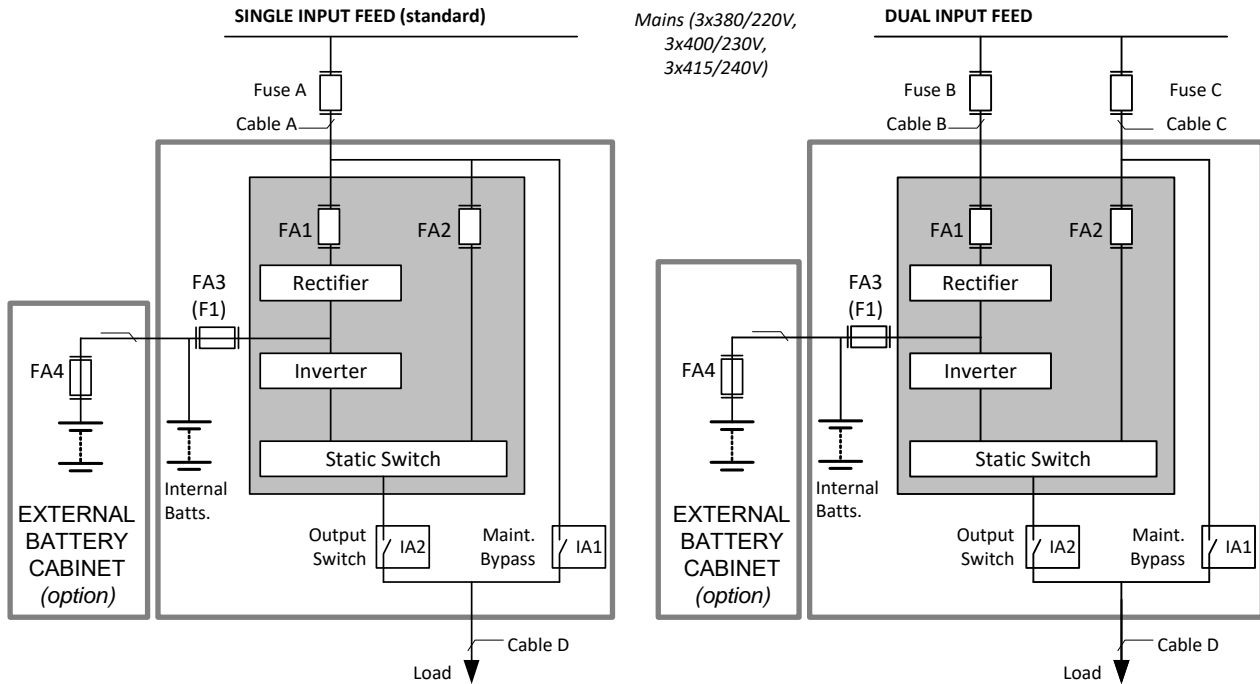 SINGLE INPUT FEED (standard)
Mains (3x380/220V,
3x400/230V,
3x415/240V)
DUAL INPUT FEED
Fuse A
Cable A
FA1
FA2
Rectifier
FA3
(F1)
FA4
Inverter
Static Switch
Internal
Batts.
EXTERNAL
BATTERY
CABINET
(option)
Output
Switch
IA2
Maint.
Bypass
IA1
Cable D
Load
Fuse B
Fuse C
Cable B
Cable C
FA1
FA2
Rectifier
FA3
(F1)
FA4
Inverter
Static Switch
Internal
Batts.
EXTERNAL
BATTERY
CABINET
(option)
Output
Switch
IA2
Maint.
Bypass
IA1
Cable D
Load